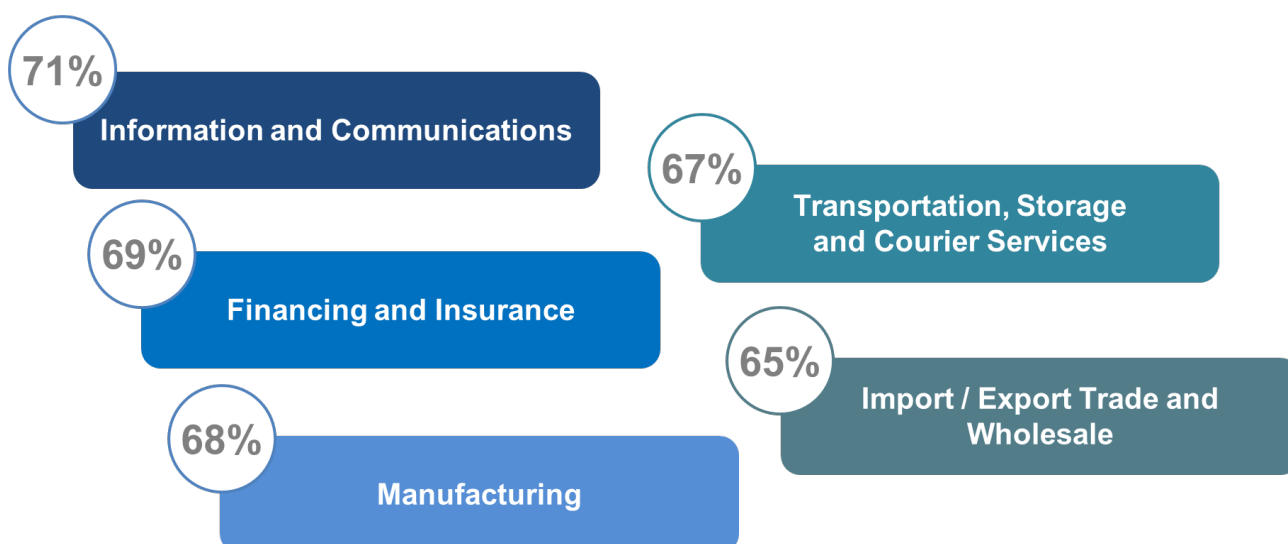 71%
Information and Communications
69%
Financing and Insurance
68%
Manufacturing
67%
Transportation, Storage
and Courier Services
65%
Import / Export Trade and
Wholesale